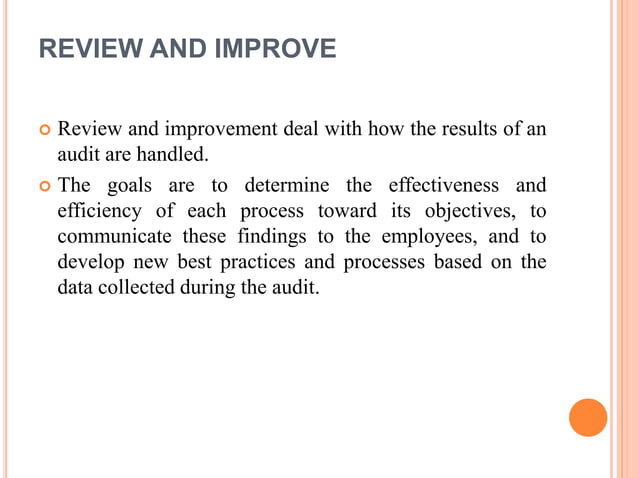 REVIEW AND IMPROVE
Review and improvement deal with how the results of an
audit are handled.
The goals are to determine the effectiveness and
efficiency of each process toward its objectives, to
communicate these findings to the employees, and to
develop new best practices and processes based on the
data collected during the audit.